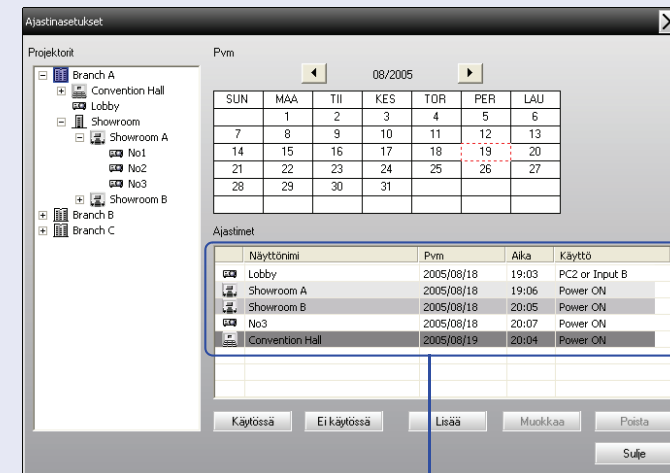 Ajastinasetukset
Projektorit
Branch A
Convention Hall
Lobby
Showroom
Showroom A
No1
No2
No3
Showroom B
Branch B
Branch C
Pvm
08/2005
SUN MAA TII KES TOR PER LAU
1 2 3 4 5 6
7 8 9 10 11 12 13
14 15 16 17 18 19 20
21 22 23 24 25 26 27
28 29 30 31
Ajastimet
Näyttönimi Pvm Aika Käyttö
Lobby 2005/08/18 19:03 PC2 or Input B
Showroom A 2005/08/18 19:06 Power ON
Showroom B 2005/08/18 20:05 Power ON
No3 2005/08/18 20:07 Power ON
Convention Hall 2005/08/19 20:04 Power ON
Käytössä Ei käytössä Lisää Muokkaa Poista
Sulje